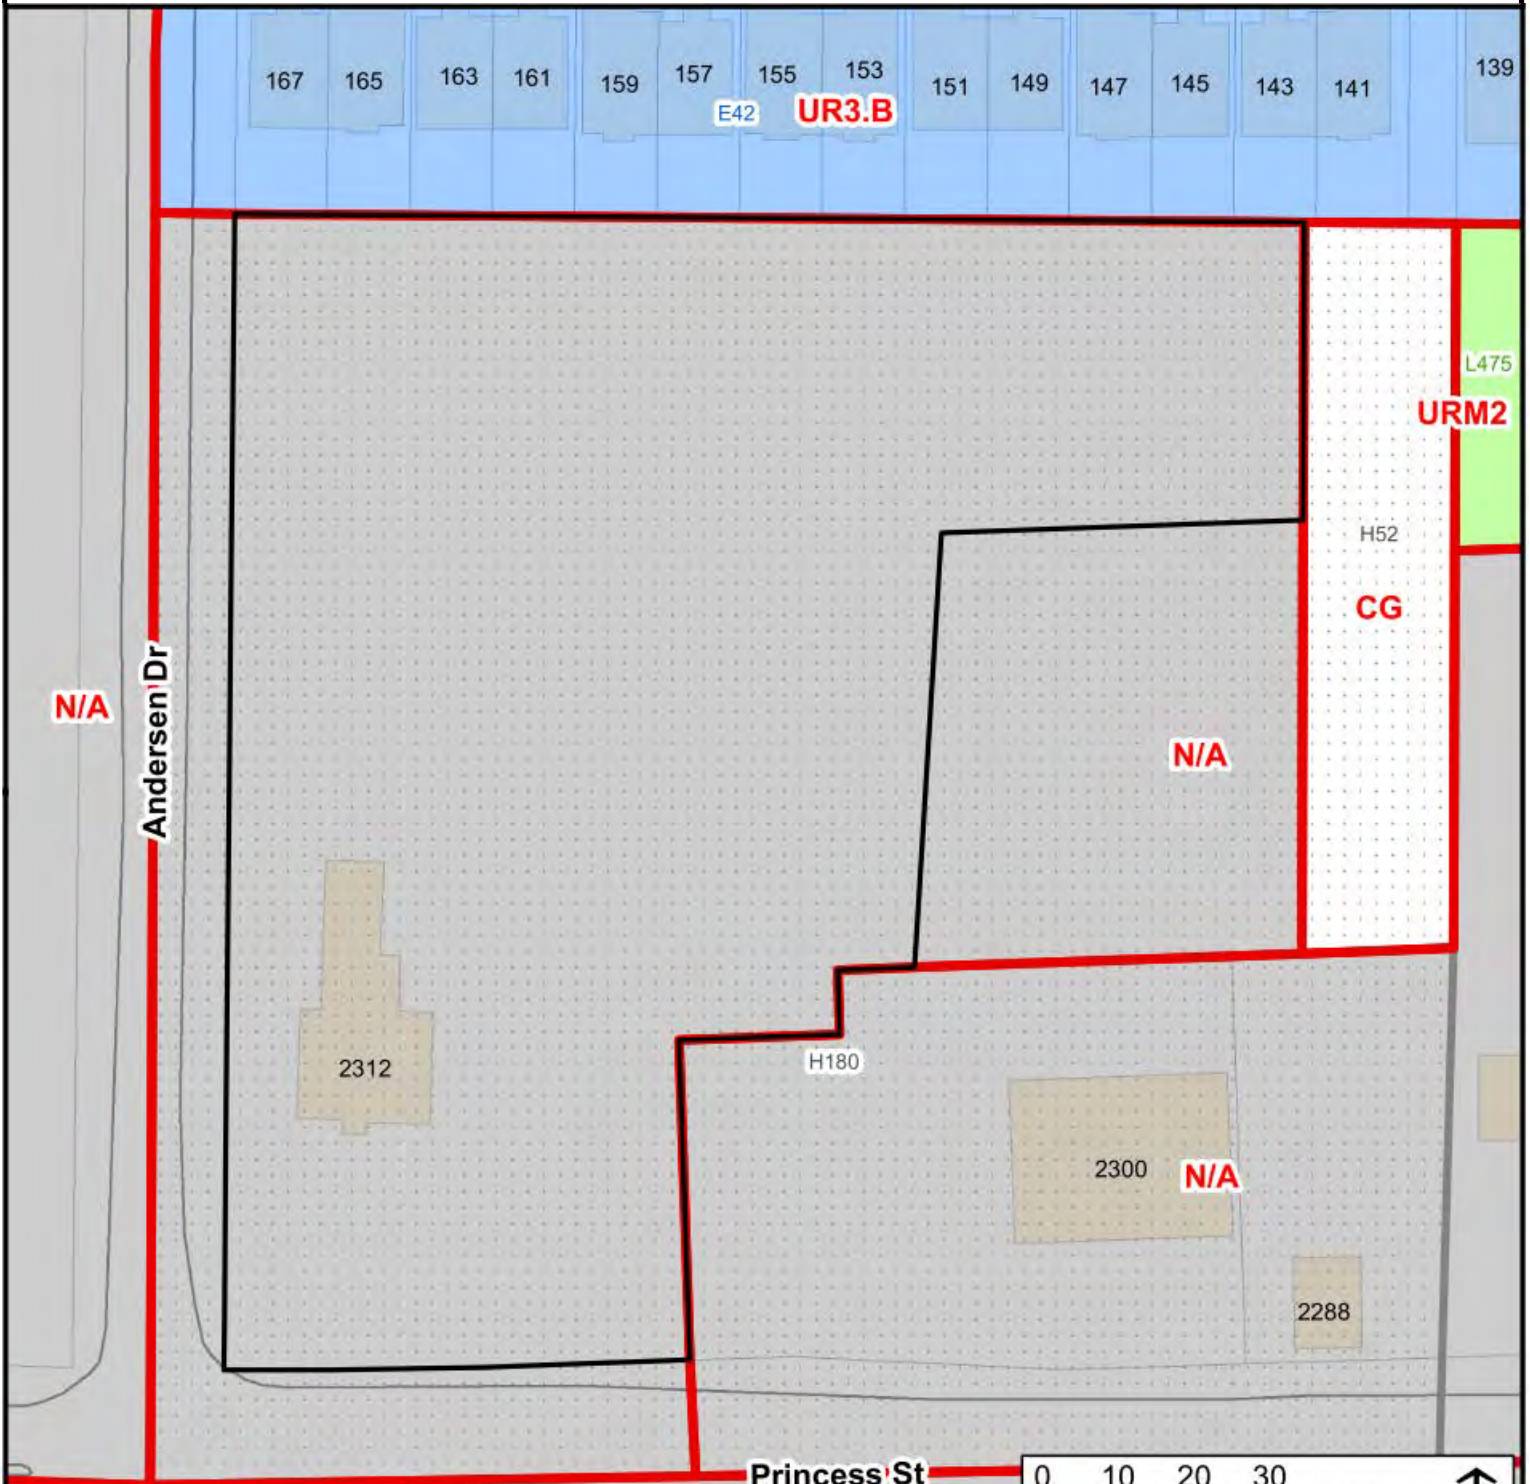 167 165 163 161 159 157 155 153 151 149 147 145 143 141 139
E42 UR3.B
L475
URM2
H52
CG
N/A
Andersen Dr
N/A
H180
2312
2300 N/A
2288
Princess St
0 10 20 30